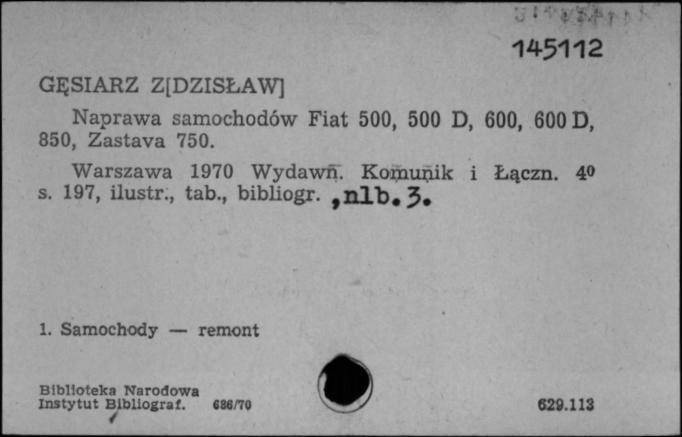 145112
GĘSIARZ Z[DZISŁAW]
Naprawa samochodów Fiat 500, 500 D, 600, 600 D,
850, Zastava 750.
Warszawa 1970 Wydawn. Komunik i Łączn. 4⁰
s. 197, ilustr., tab., bibliogr. ,nlb.3.
1. Samochody — remont
Biblioteka Narodowa
Instytut Bibliograf. 686/70 629.113